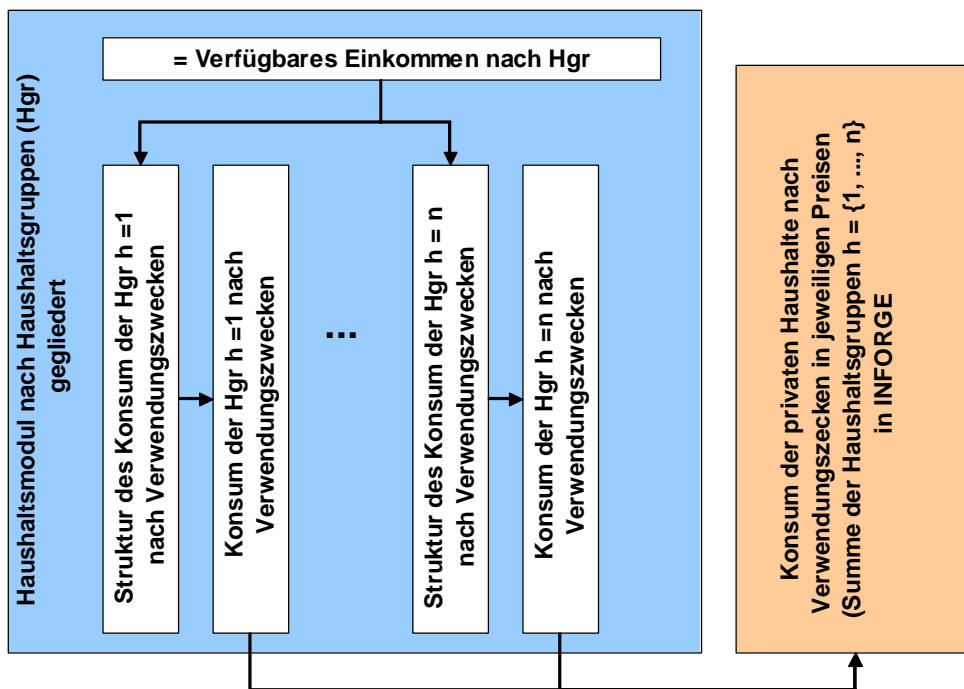 = Verfügbares Einkommen nach Hgr
Haushaltsmodul nach Haushaltsgruppen (Hgr)
gegliedert
Struktur des Konsum der Hgr h =1
nach Verwendungszwecken
Konsum der Hgr h =1 nach
Verwendungszwecken
...
Struktur des Konsum der Hgr h = n
nach Verwendungszwecken
Konsum der Hgr h =n nach
Verwendungszwecken
Konsum der privaten Haushalte nach
Verwendungszecken in jeweiligen Preisen
(Summe der Haushaltsgruppen h = {1, ..., n}
in INFORGE